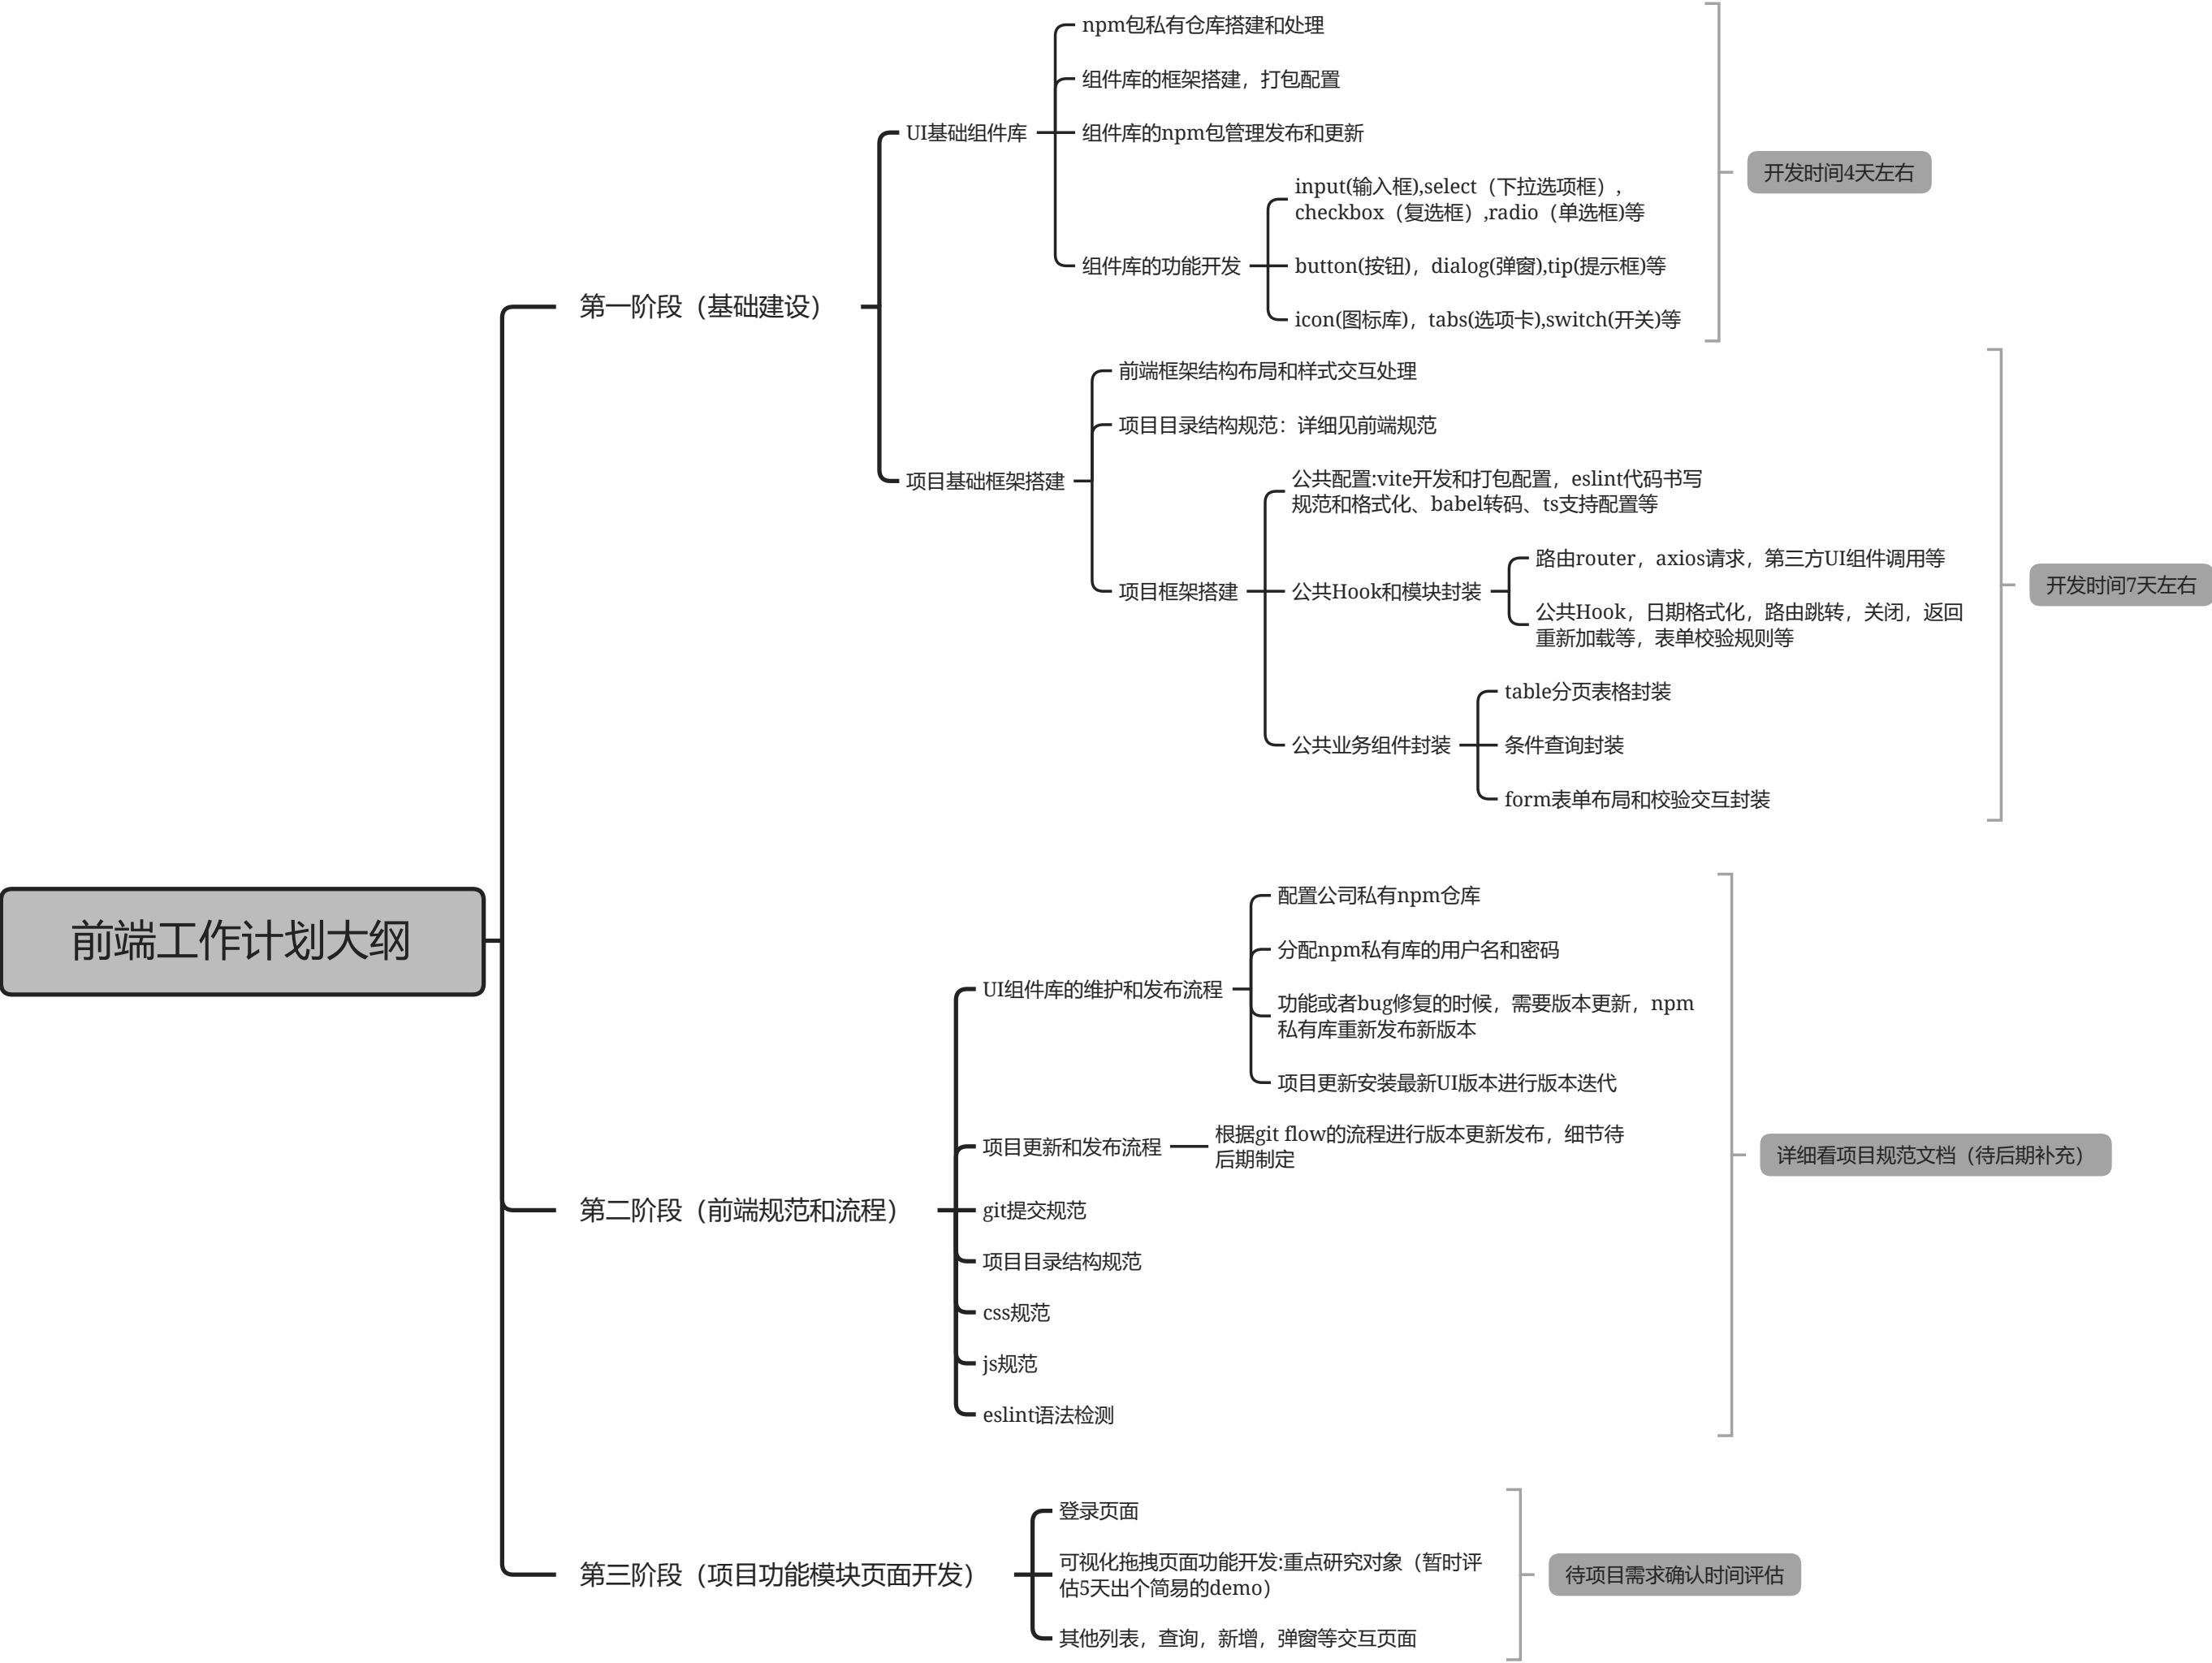 前端工作计划大纲
第一阶段（基础建设）
UI基础组件库
npm包私有仓库搭建和处理
组件库的框架搭建，打包配置
组件库的npm包管理发布和更新
组件库的功能开发
input(输入框),select（下拉选项框）,
checkbox（复选框）,radio（单选框)等
button(按钮)，dialog(弹窗),tip(提示框)等
icon(图标库)，tabs(选项卡),switch(开关)等
开发时间4天左右
项目基础框架搭建
前端框架结构布局和样式交互处理
项目目录结构规范：详细见前端规范
项目框架搭建
公共配置:vite开发和打包配置，eslint代码书写
规范和格式化、babel转码、ts支持配置等
公共Hook和模块封装
路由router，axios请求，第三方UI组件调用等
公共Hook，日期格式化，路由跳转，关闭，返回
重新加载等，表单校验规则等
公共业务组件封装
table分页表格封装
条件查询封装
form表单布局和校验交互封装
开发时间7天左右
第二阶段（前端规范和流程）
UI组件库的维护和发布流程
配置公司私有npm仓库
分配npm私有库的用户名和密码
功能或者bug修复的时候，需要版本更新，npm
私有库重新发布新版本
项目更新安装最新UI版本进行版本迭代
项目更新和发布流程
根据git flow的流程进行版本更新发布，细节待
后期制定
git提交规范
项目目录结构规范
css规范
js规范
eslint语法检测
详细看项目规范文档（待后期补充）
第三阶段（项目功能模块页面开发）
登录页面
可视化拖拽页面功能开发:重点研究对象（暂时评
估5天出个简易的demo）
其他列表，查询，新增，弹窗等交互页面
待项目需求确认时间评估